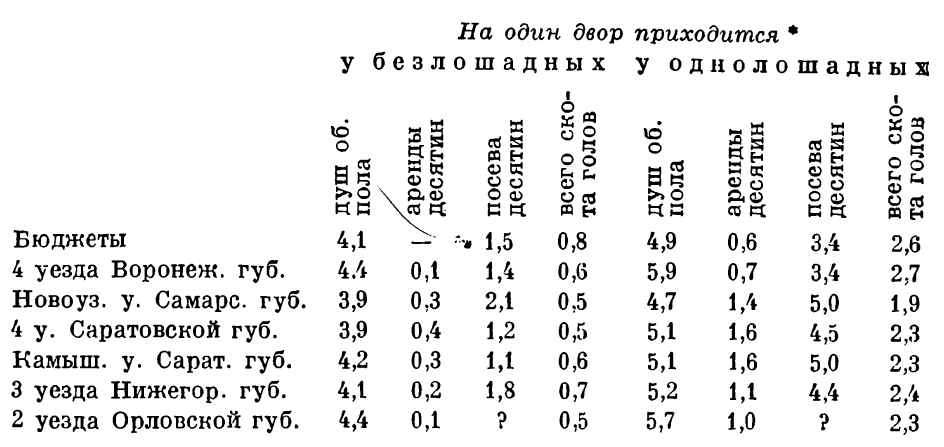 На один двор приходится *
у безлошадных у однолошадных
душ об. пола аренды десятин посева десятин всего ско-та голов душ об. пола аренды десятин посева десятин всего ско-та голов
Бюджеты 4,1 — 1,5 0,8 4,9 0,6 3,4 2,6
4 уезда Воронеж. губ. 4.4 0,1 1,4 0,6 5,9 0,7 3,4 2,7
Новоуз. у. Самарс. губ. 3,9 0,3 2,1 0,5 4,7 1,4 5,0 1,9
4 у. Саратовской губ. 3,9 0,4 1,2 0,5 5,1 1,6 4,5 2,3
Камыш. у. Сарат. губ. 4,2 0,3 1,1 0,6 5,1 1,6 5,0 2,3
3 уезда Нижегор. губ. 4,1 0,2 1,8 0,7 5,2 1,1 4,4 2,4
2 уезда Орловской губ. 4,4 0,1 ? 0,5 5,7 1,0 ? 2,3